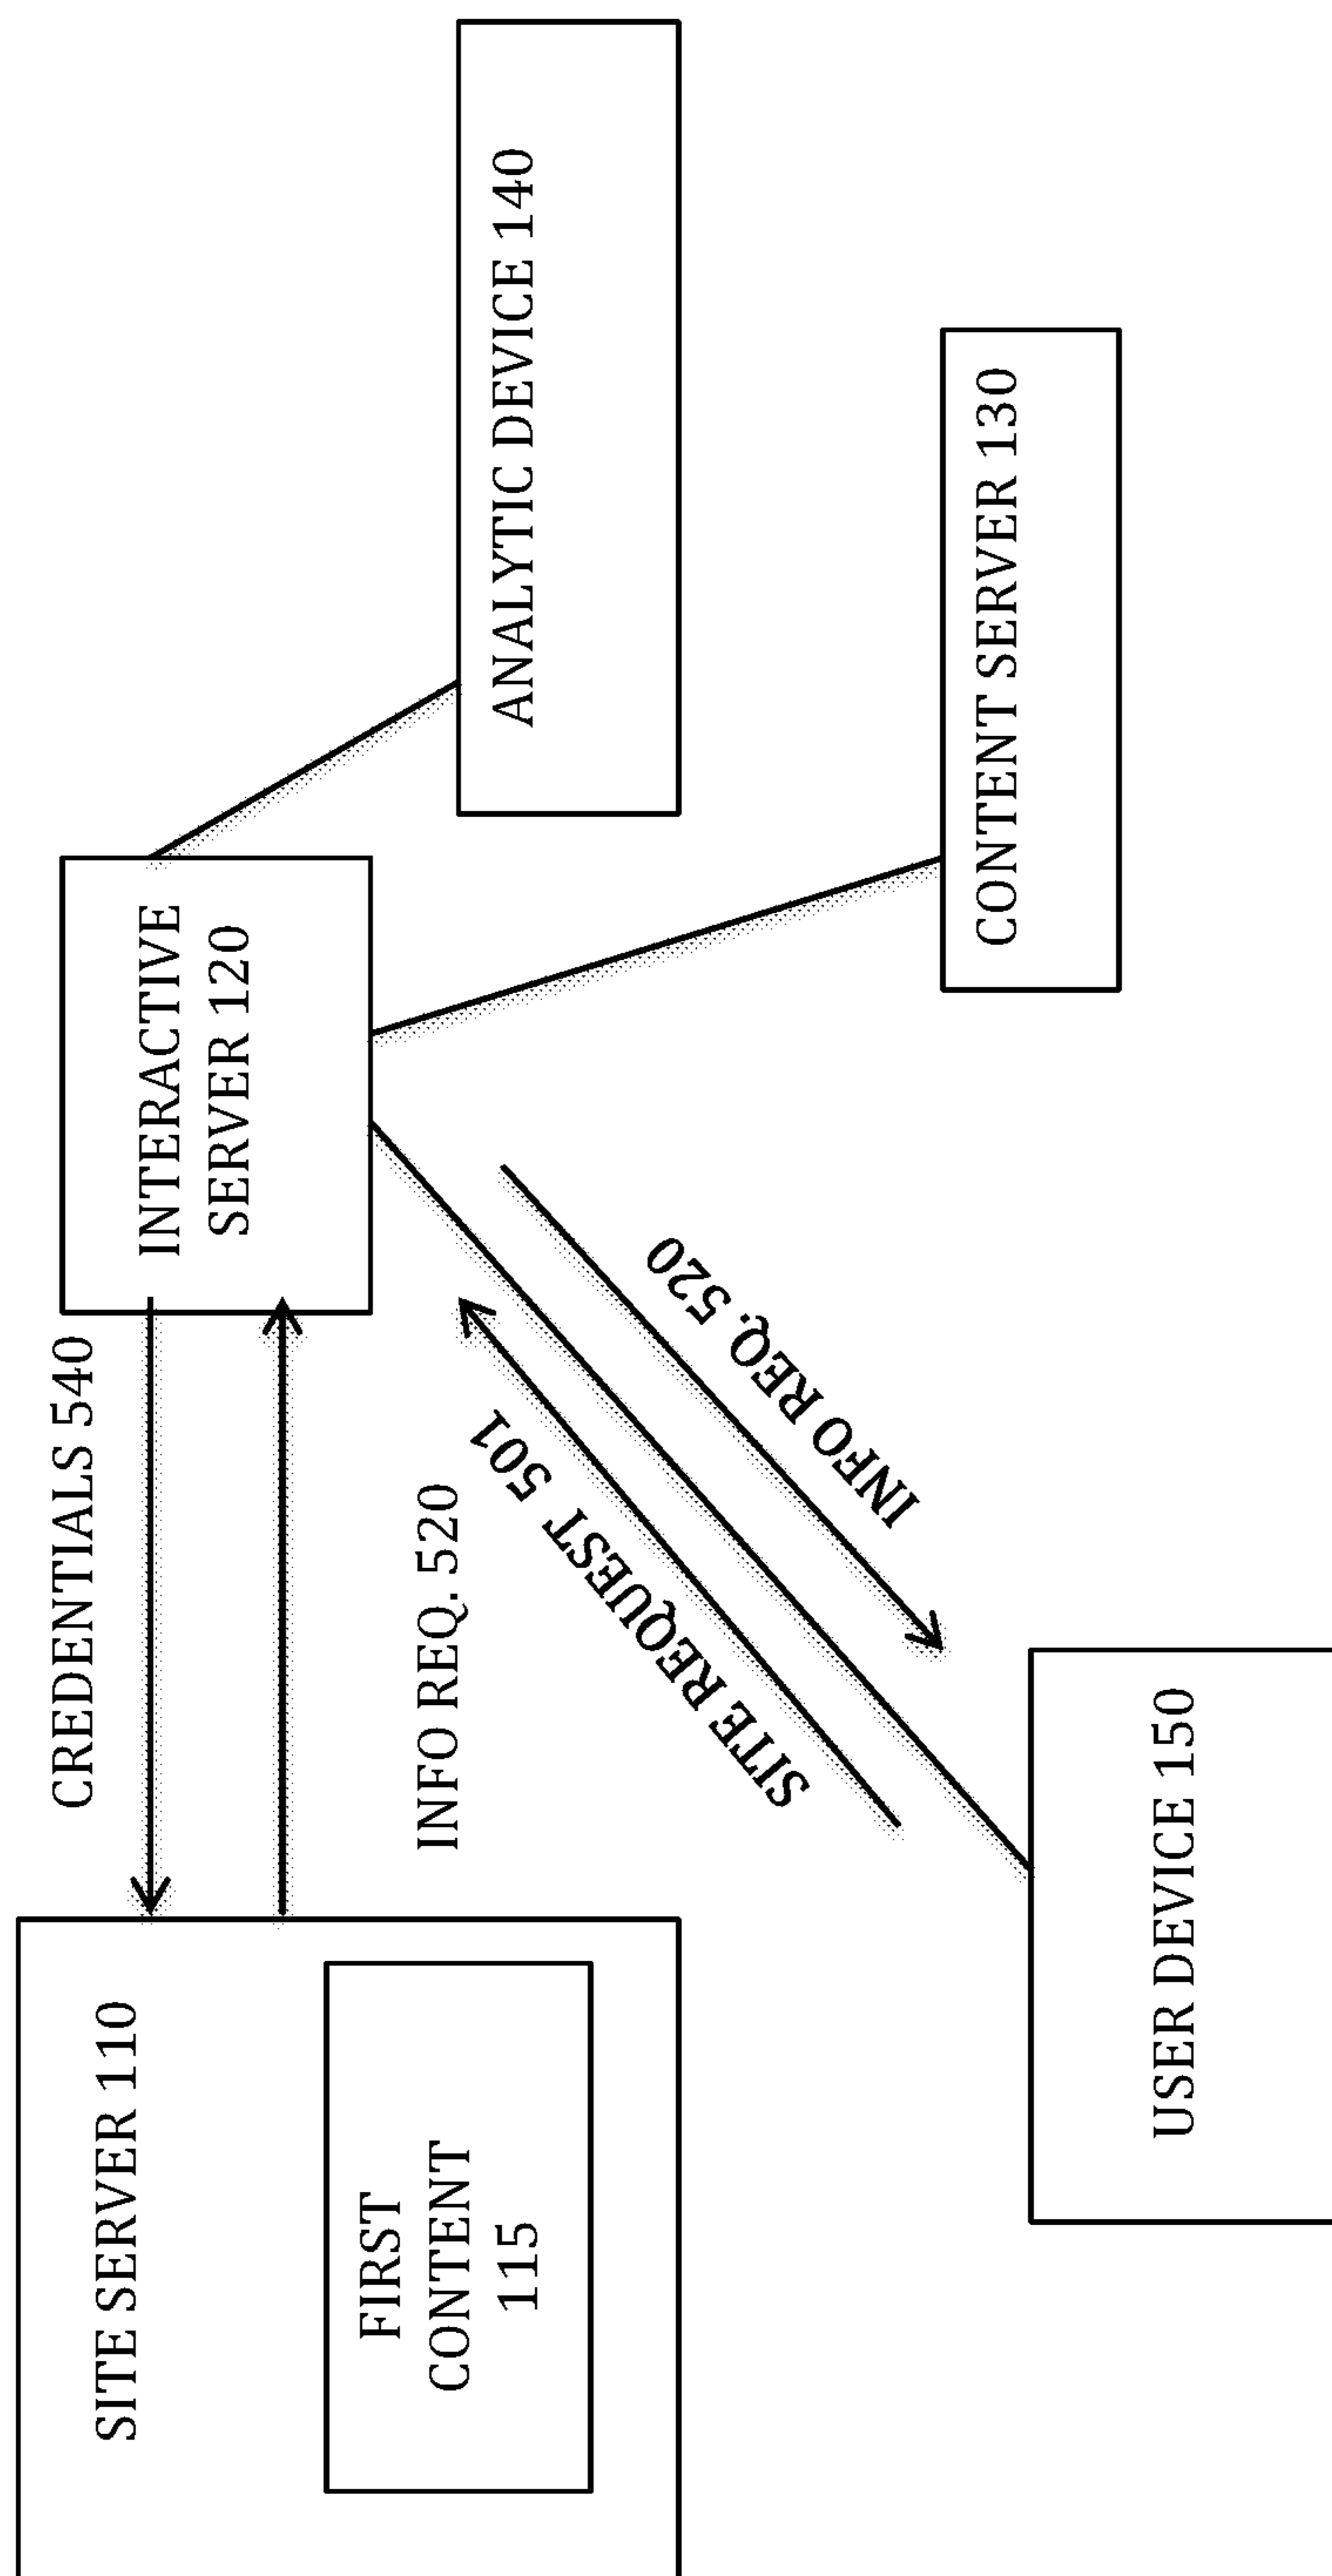 SITE SERVER 110
FIRST
CONTENT
115
CREDENTIALS 540
INFO REQ. 520
INTERACTIVE
SERVER 120
SITE REQUEST 501
INFO REQ. 520
ANALYTIC DEVICE 140
CONTENT SERVER 130
USER DEVICE 150